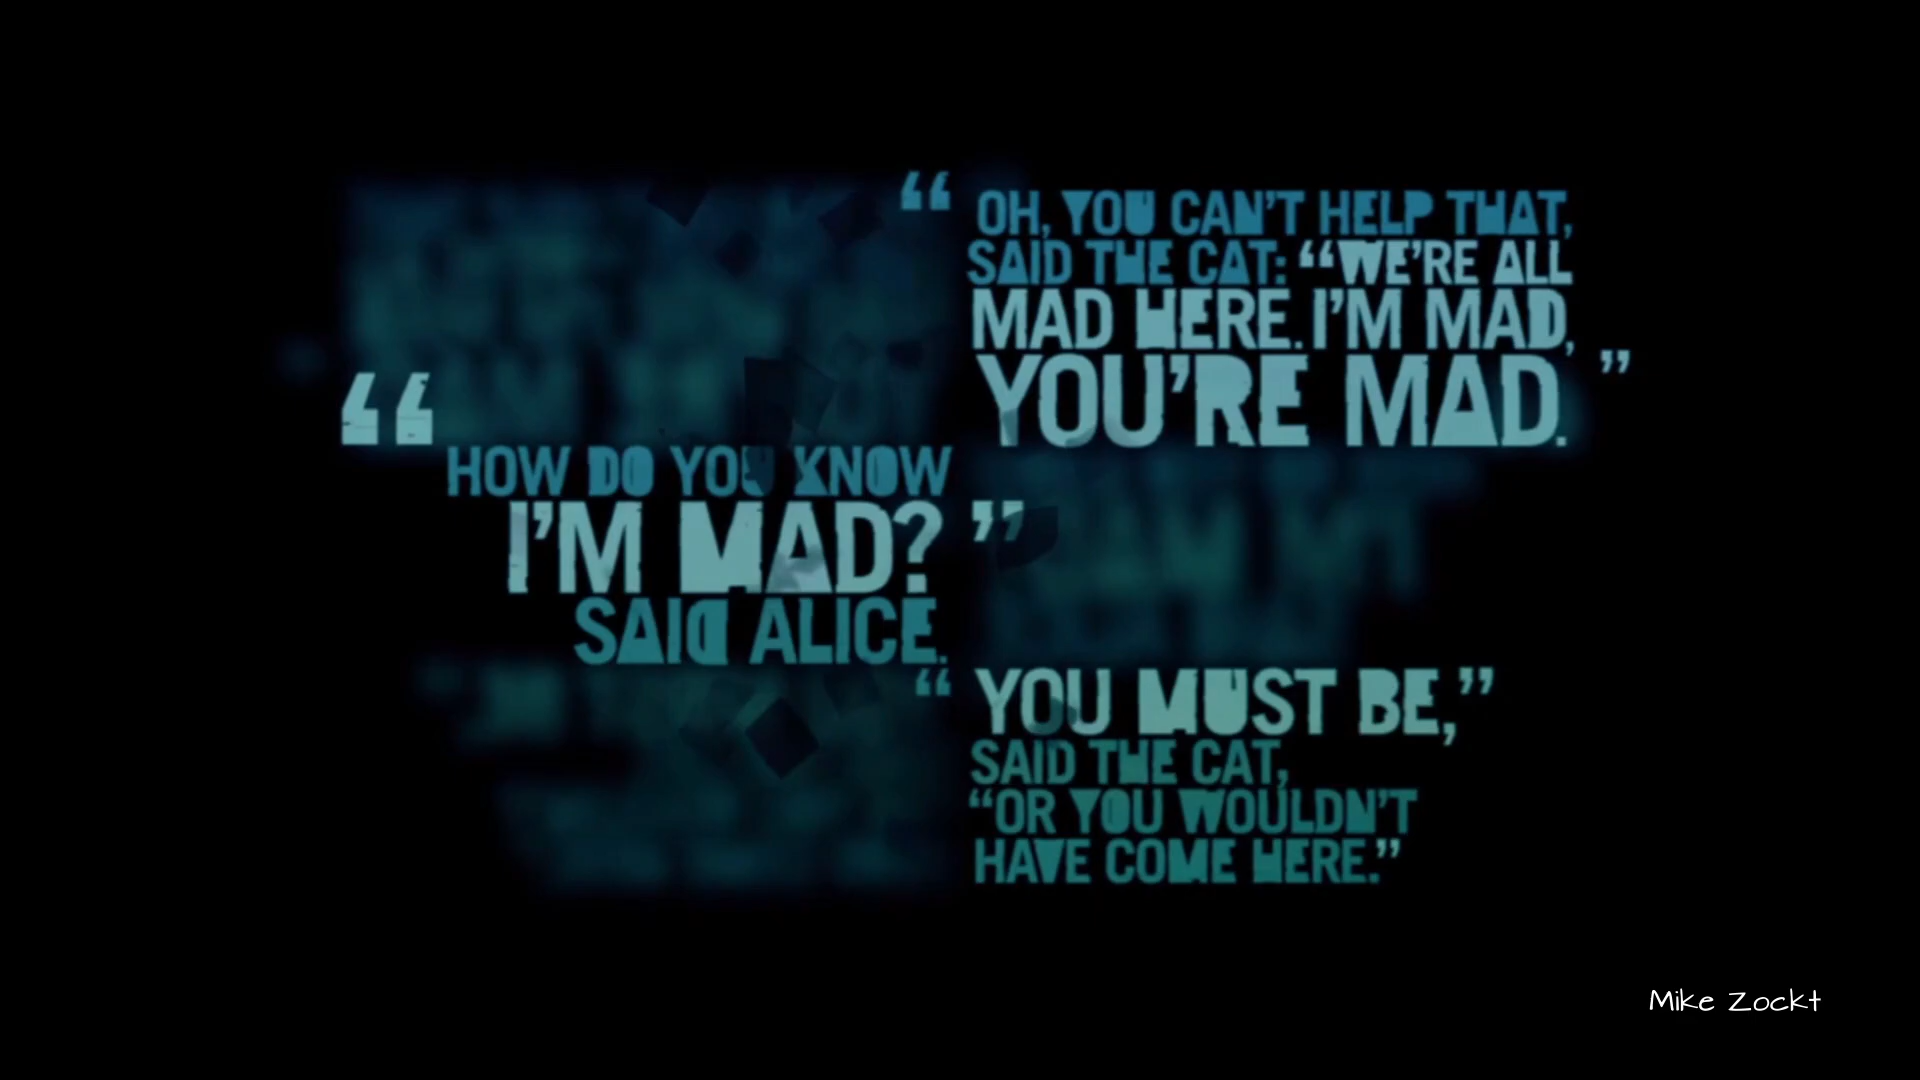 “ OH, YOU CAN’T HELP THAT,
SAID THE CAT: “WE’RE ALL
MAD HERE. I’M MAD,
YOU’RE MAD. ”
“ HOW DO YOU KNOW
I’M MAD? ”
SAID ALICE.
“ YOU MUST BE,”
SAID THE CAT,
“OR YOU WOULDN’T
HAVE COME HERE.”
Mike Zockt